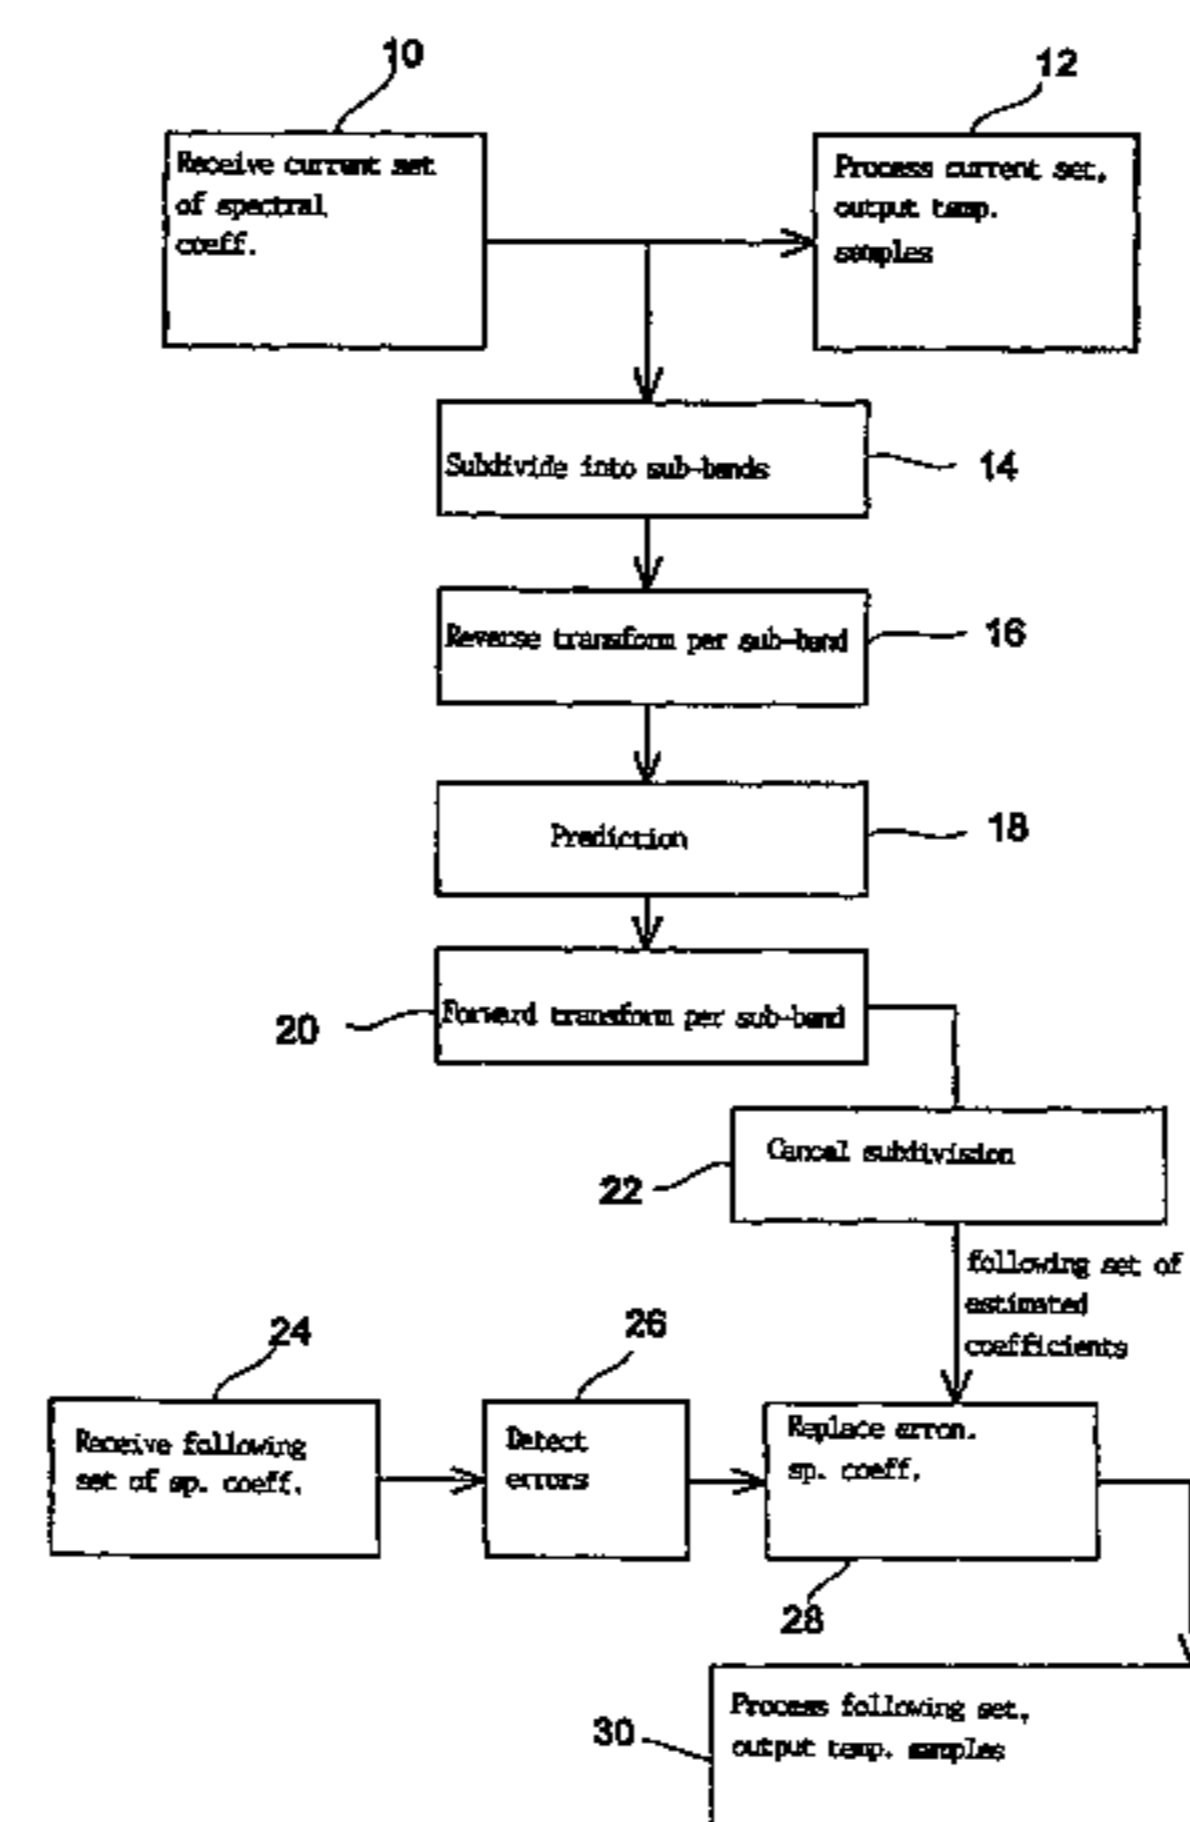 10
12
Receive current set
of spectral
coeff.
Process current set,
output temp.
samples
Subdivide into sub-bands
14
Reverse transform per sub-band
16
Prediction
18
Forward transform per sub-band
20
Cancel subdivision
22
following set of
estimated
coefficients
24
26
Receive following
set of sp. coeff.
Detect
errors
Replace erron.
sp. coeff.
28
Process following set,
output temp. samples
30